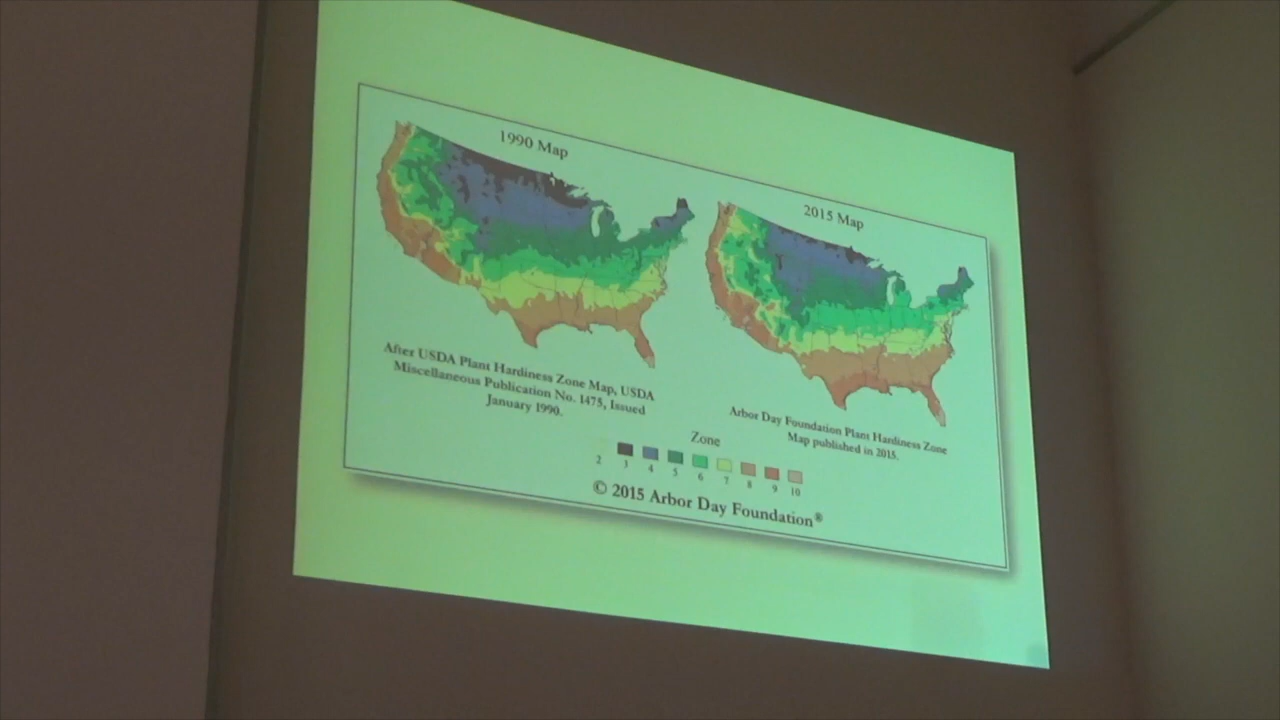 1990 Map
After USDA Plant Hardiness Zone Map, USDA
Miscellaneous Publication No. 1475, Issued
January 1990.
2015 Map
Arbor Day Foundation Plant Hardiness Zone
Map published in 2015.
Zone
2 3 4 5 6 7 8 9 10
© 2015 Arbor Day Foundation®